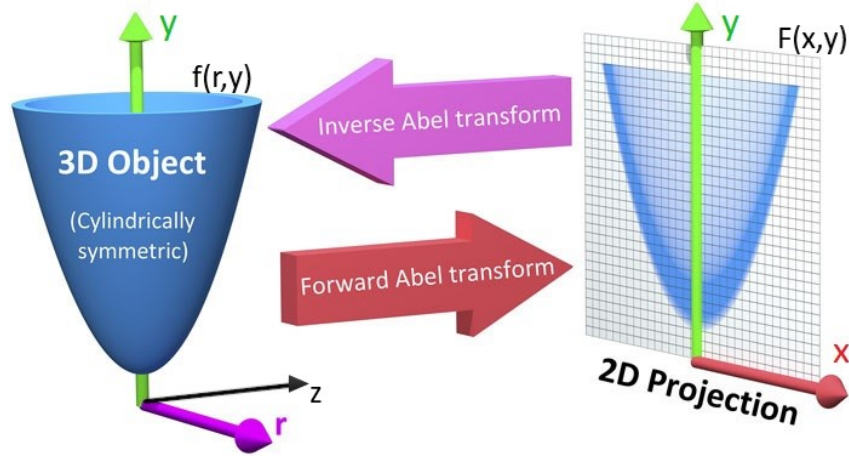 y
f(r,y)
3D Object
(Cylindrically
symmetric)
z
r
Inverse Abel transform
Forward Abel transform
y
F(x,y)
x
2D Projection